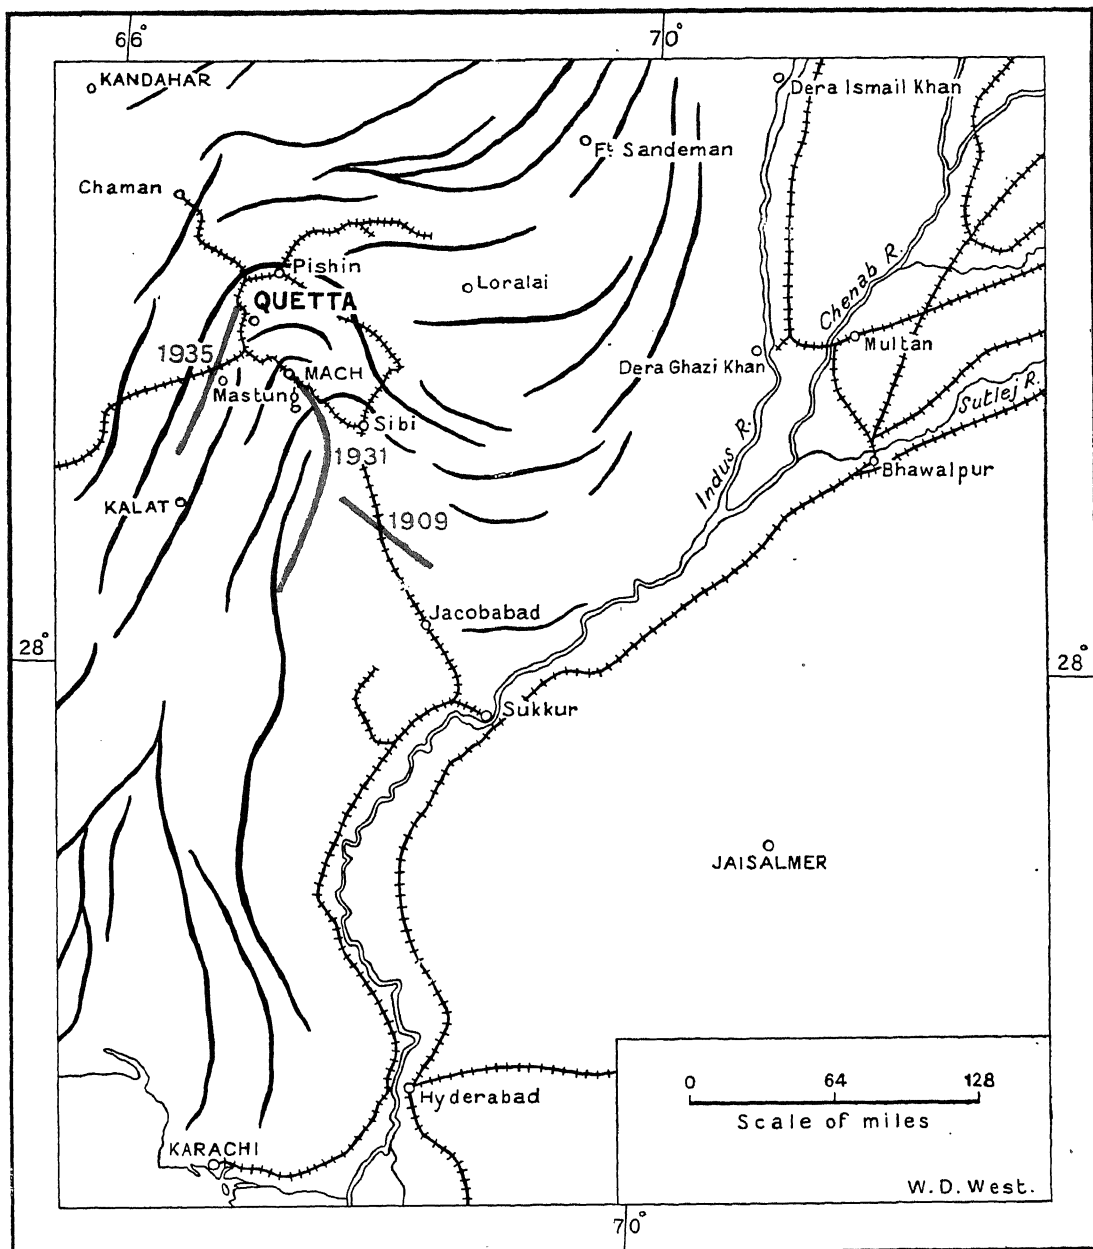 66°
70°
KANDAHAR
Dera Ismail Khan
Ft. Sandeman
Chaman
Pishin
Loralai
QUETTA
Chenab R.
1935
MACH
Multan
Dera Ghazi Khan
Mastung
Sutlej R.
Sibi
1931
Indus R.
Bhawalpur
KALAT
1909
Jacobabad
28°
28°
Sukkur
JAISALMER
0 64 128
Scale of miles
Hyderabad
KARACHI
W. D. West.
70°